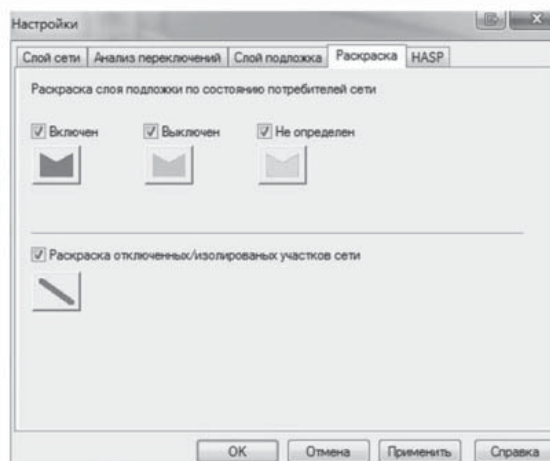 Настройки
Слой сети Анализ переключений Слой подложка Раскраска HASP
Раскраска слоя подложки по состоянию потребителей сети
Включен Выключен Не определен
Раскраска отключенных/изолированых участков сети
OK Отмена Применить Справка